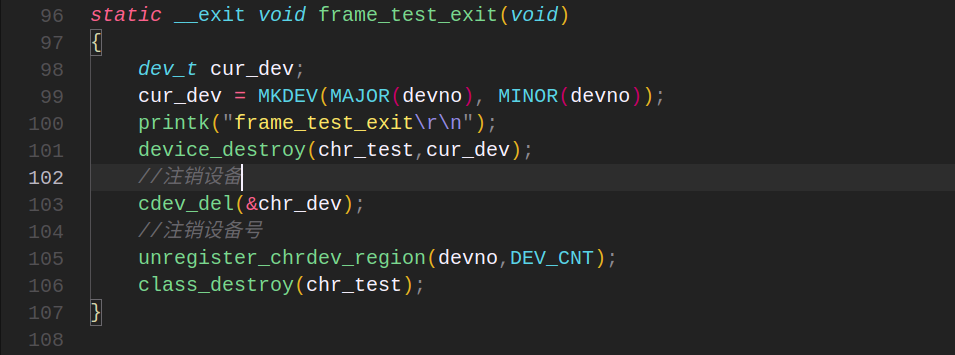 96 static __exit void frame_test_exit(void)
97 {
98     dev_t cur_dev;
99     cur_dev = MKDEV(MAJOR(devno), MINOR(devno));
100     printk("frame_test_exit\r\n");
101     device_destroy(chr_test,cur_dev);
102     //注销设备
103     cdev_del(&chr_dev);
104     //注销设备号
105     unregister_chrdev_region(devno,DEV_CNT);
106     class_destroy(chr_test);
107 }
108